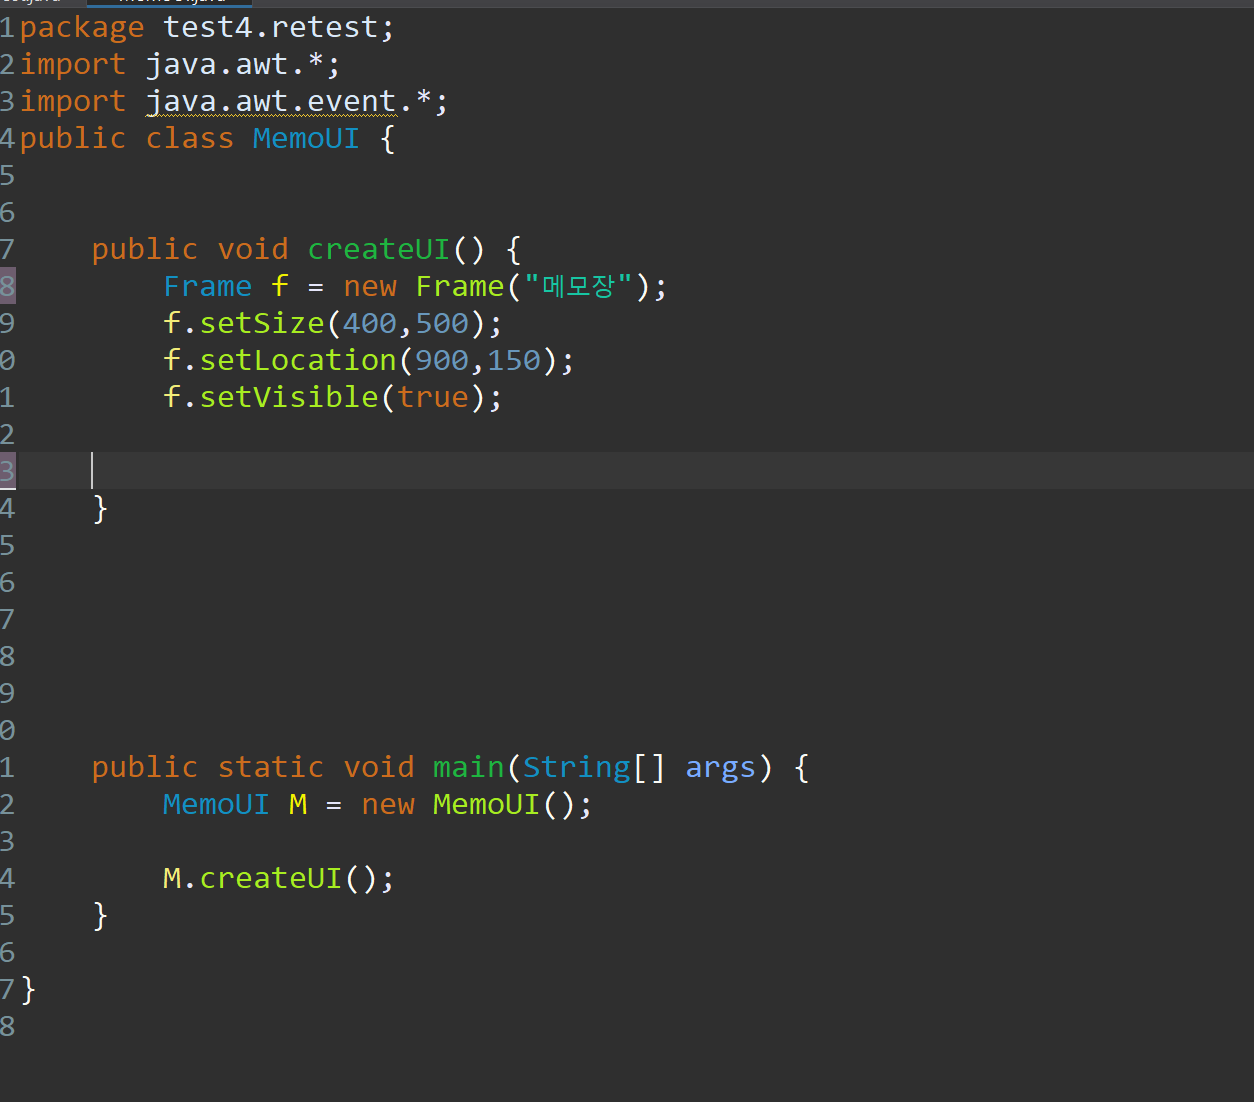 1package test4.retest;
2import java.awt.*;
3import java.awt.event.*;
4public class MemoUI {
5
6
7    public void createUI() {
8        Frame f = new Frame("메모장");
9        f.setSize(400,500);
0        f.setLocation(900,150);
1        f.setVisible(true);
2
3
4    }
5
6
7
8
9
0
1    public static void main(String[] args) {
2        MemoUI M = new MemoUI();
3
4        M.createUI();
5    }
6
7}
8